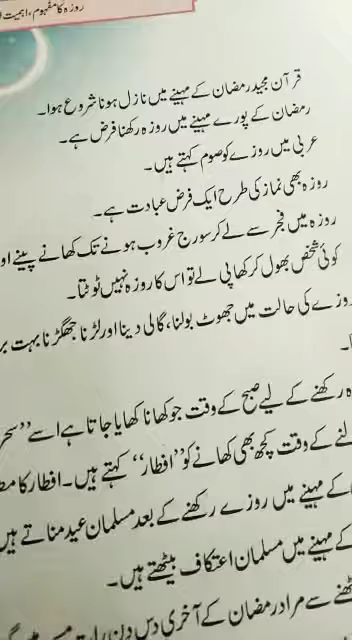 روزہ کا مفہوم، اہمیت
قرآن مجید رمضان کے مہینے میں نازل ہونا شروع ہوا۔
رمضان کے پورے مہینے میں روزہ رکھنا فرض ہے۔
عربی میں روزے کو صوم کہتے ہیں۔
روزہ بھی نماز کی طرح ایک فرض عبادت ہے۔
روزہ میں فجر سے لے کر سورج غروب ہونے تک کھانے پینے
کوئی شخص بھول کر کھا پی لے تو اس کا روزہ نہیں ٹوٹتا۔
روزے کی حالت میں جھوٹ بولنا، گالی دینا اور لڑنا جھگڑنا بہت
رکھنے کے لیے صبح کے وقت جو کھانا کھایا جاتا ہے اسے ”سحر
کے وقت کچھ بھی کھانے کو ”افطار“ کہتے ہیں۔ افطار کا
کے مہینے میں روزے رکھنے کے بعد مسلمان عید مناتے ہیں
کے مہینے میں مسلمان اعتکاف بیٹھتے ہیں۔
سے مراد رمضان کے آخری دس دن رات